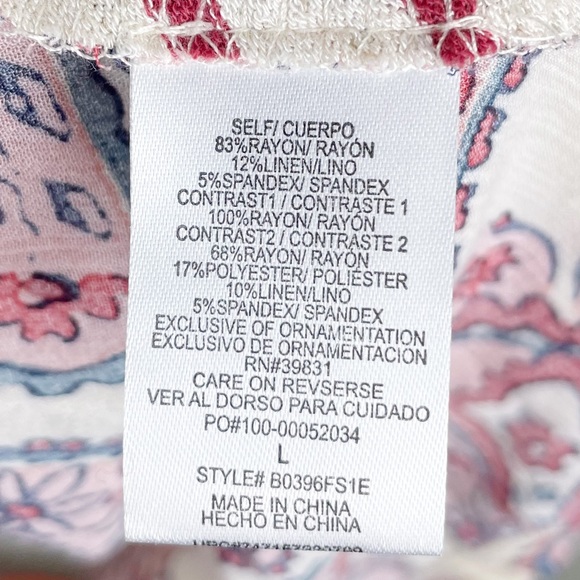 SELF/ CUERPO
83%RAYON/ RAYÓN
12%LINEN/LINO
5%SPANDEX/ SPANDEX
CONTRAST1 / CONTRASTE 1
100%RAYON/ RAYÓN
CONTRAST2 / CONTRASTE 2
68%RAYON/ RAYÓN
17%POLYESTER/ POLIÉSTER
10%LINEN/LINO
5%SPANDEX/ SPANDEX
EXCLUSIVE OF ORNAMENTATION
EXCLUSIVO DE ORNAMENTACION
RN#39831
CARE ON REVSERSE
VER AL DORSO PARA CUIDADO
PO#100-00052034
L
STYLE# B0396FS1E
MADE IN CHINA
HECHO EN CHINA